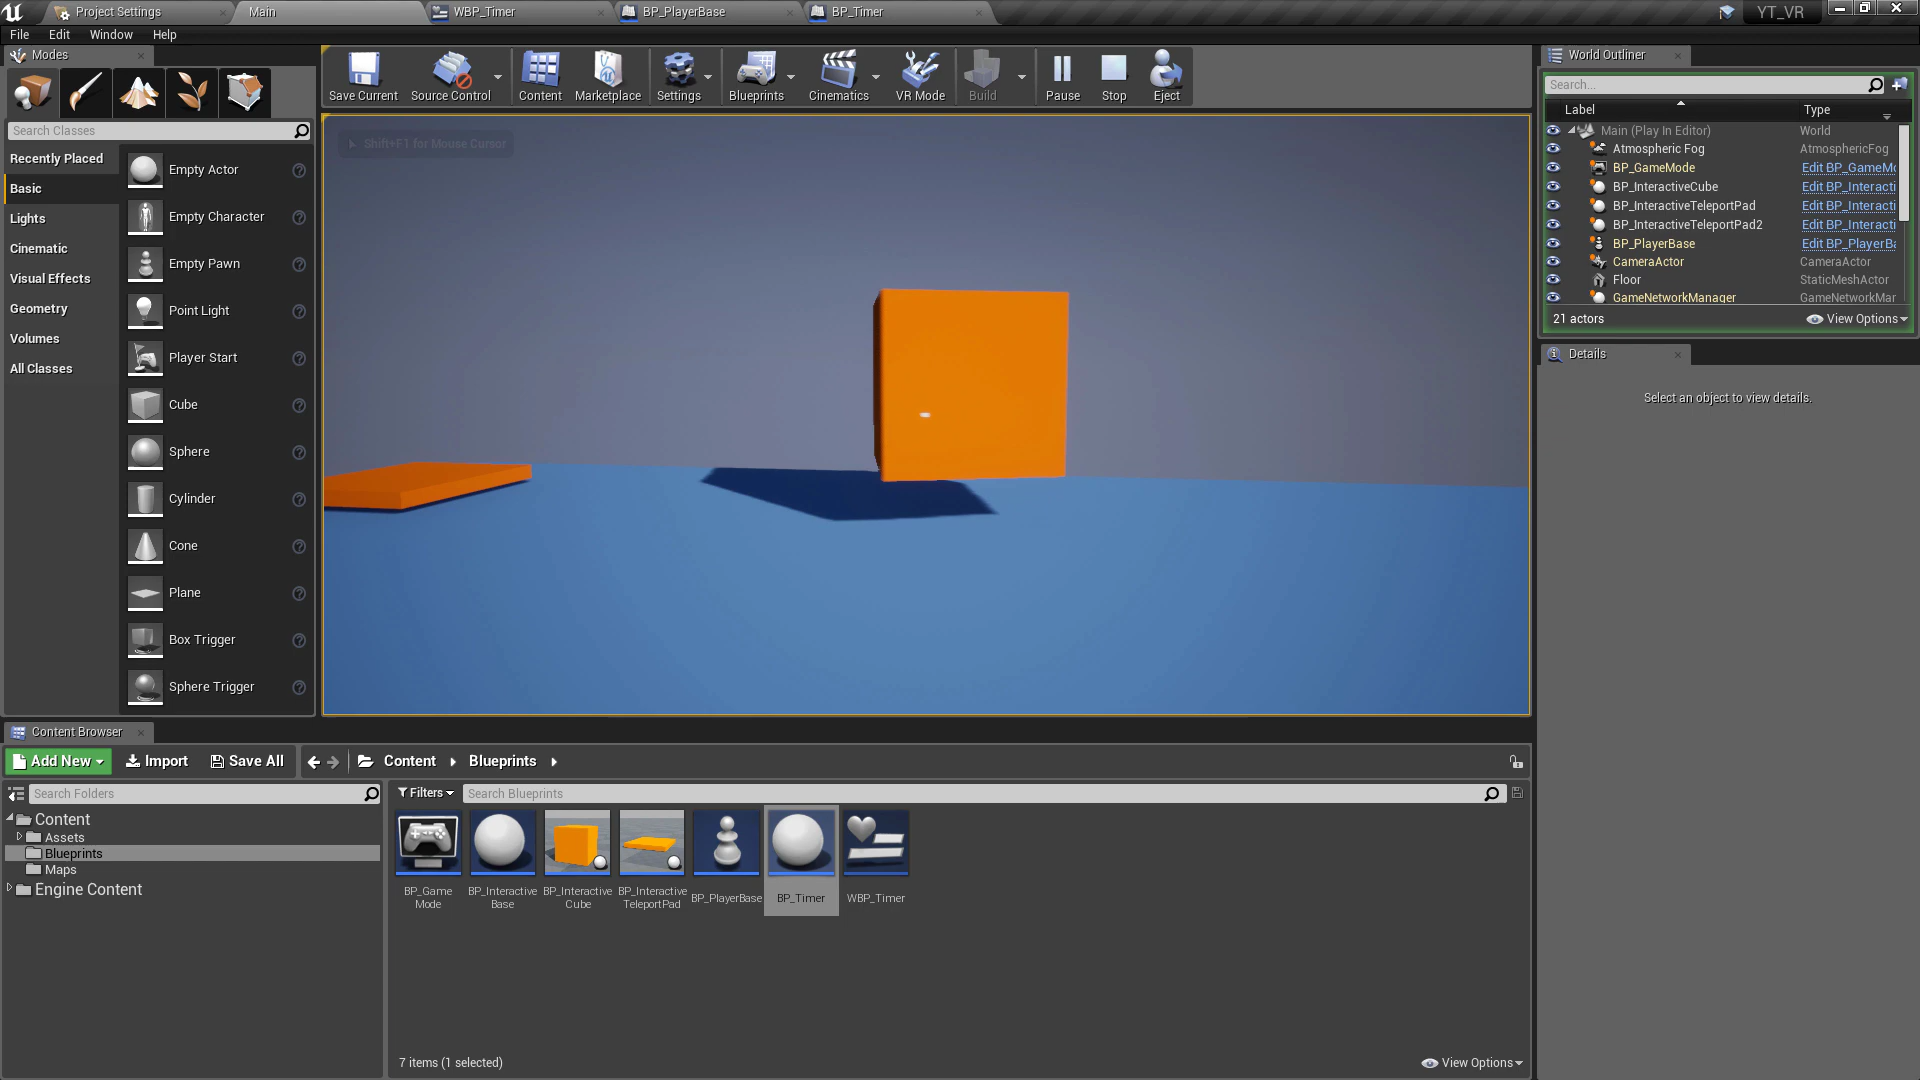 Project Settings
Main
WBP_Timer
BP_PlayerBase
BP_Timer
YT_VR
File
Edit
Window
Help
Modes
Save Current
Source Control
Content
Marketplace
Settings
Blueprints
Cinematics
VR Mode
Build
Pause
Stop
Eject
World Outliner
Search...
Label
Type
Main (Play In Editor)
World
Atmospheric Fog
AtmosphericFog
BP_GameMode
Edit BP_GameMo
BP_InteractiveCube
Edit BP_Interacti
BP_InteractiveTeleportPad
Edit BP_Interacti
BP_InteractiveTeleportPad2
Edit BP_Interacti
BP_PlayerBase
Edit BP_PlayerBa
CameraActor
CameraActor
Floor
StaticMeshActor
GameNetworkManager
GameNetworkMar
21 actors
View Options
Details
Select an object to view details.
Search Classes
Recently Placed
Basic
Lights
Cinematic
Visual Effects
Geometry
Volumes
All Classes
Empty Actor
Empty Character
Empty Pawn
Point Light
Player Start
Cube
Sphere
Cylinder
Cone
Plane
Box Trigger
Sphere Trigger
Shift+F1 for Mouse Cursor
Content Browser
Add New
Import
Save All
Content
Blueprints
Search Folders
Content
Assets
Blueprints
Maps
Engine Content
Filters
Search Blueprints
BP_Game
Mode
BP_Interactive
Base
BP_Interactive
Cube
BP_Interactive
TeleportPad
BP_PlayerBase
BP_Timer
WBP_Timer
7 items (1 selected)
View Options